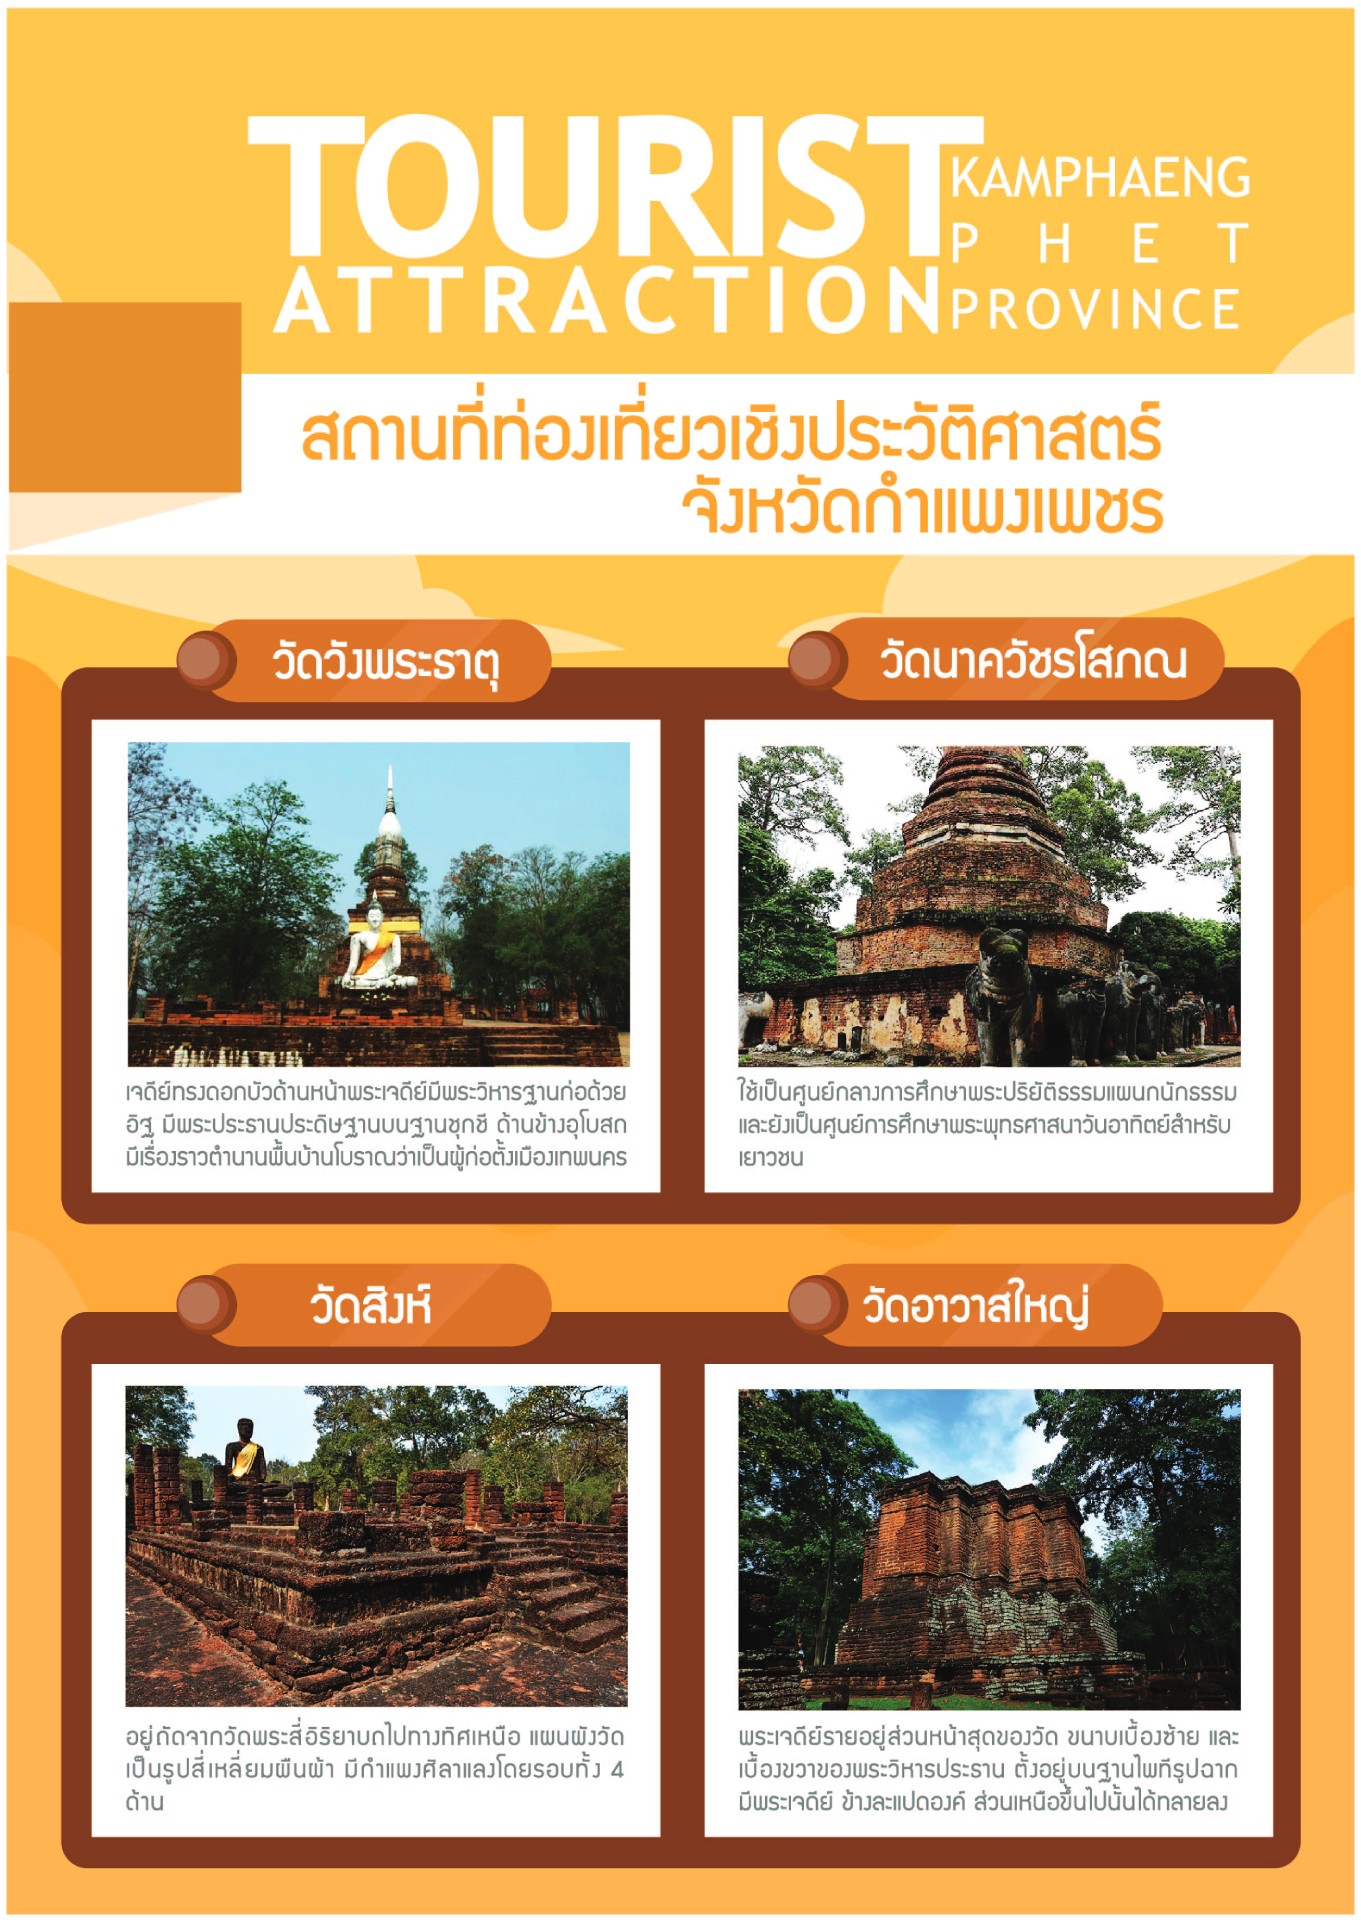 TOURIST
ATTRACTION
KAMPHAENG
PHET
PROVINCE
สถานที่ท่องเที่ยวเชิงประวัติศาสตร์
จังหวัดกำแพงเพชร
วัดวังพระธาตุ
วัดนาควัชรโสภณ
เจดีย์ทรงดอกบัวด้านหน้าพระเจดีย์มีพระวิหารฐานก่อด้วย
อิฐ มีพระประธานประดิษฐานบนฐานชุกชี ด้านข้างอุโบสถ
มีเรื่องราวตำนานพื้นบ้านโบราณว่าเป็นผู้ก่อตั้งเมืองเทพนคร
ใช้เป็นศูนย์กลางการศึกษาพระปริยัติธรรมแผนกนักธรรม
และยังเป็นศูนย์การศึกษาพระพุทธศาสนาวันอาทิตย์สำหรับ
เยาวชน
วัดสิงห์
วัดอาวาสใหญ่
อยู่ถัดจากวัดพระสี่อิริยาบถไปทางทิศเหนือ แผนผังวัด
เป็นรูปสี่เหลี่ยมผืนผ้า มีกำแพงศิลาแลงโดยรอบทั้ง 4
ด้าน
พระเจดีย์รายอยู่ส่วนหน้าสุดของวัด ขนาบเบื้องซ้าย และ
เบื้องขวาของพระวิหารประธาน ตั้งอยู่บนฐานไพทีรูปฉาก
มีพระเจดีย์ ข้างละแปดองค์ ส่วนเหนือขึ้นไปนั้นได้ทลายลง